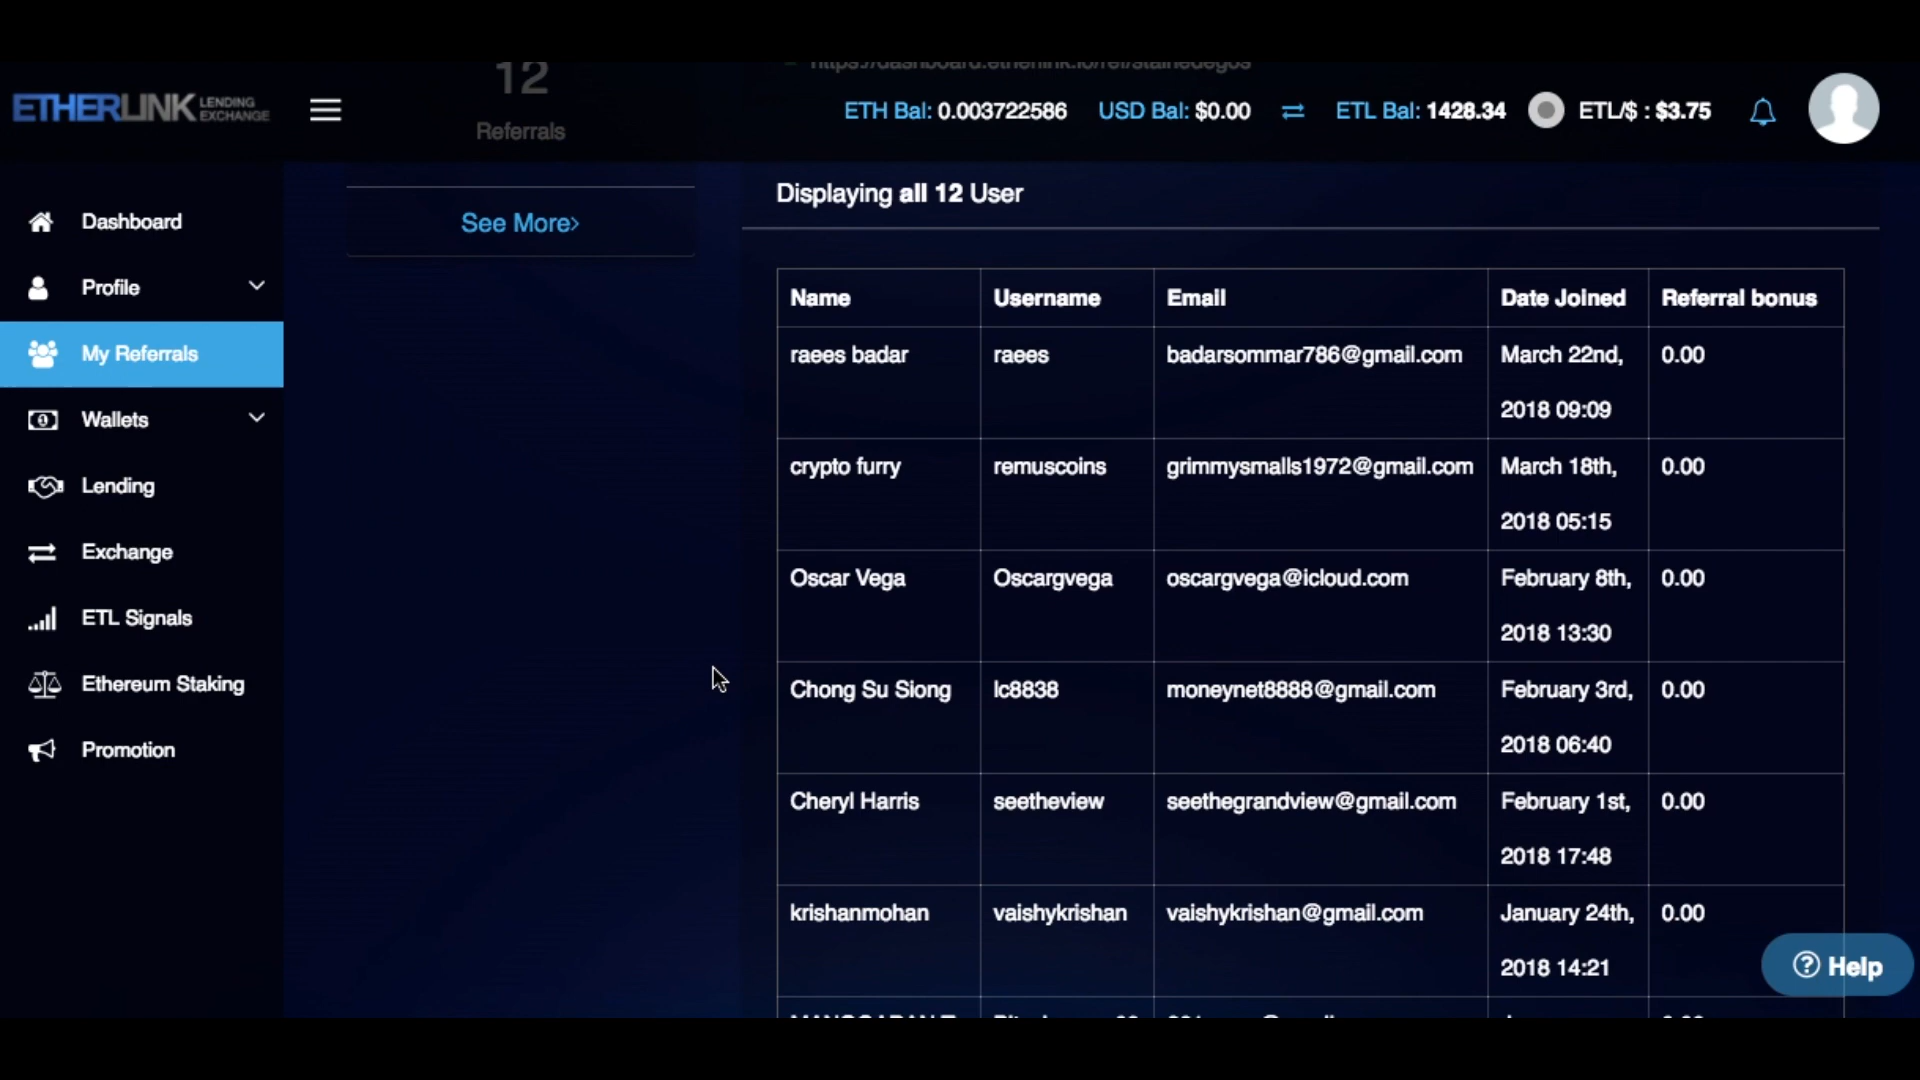 12
https://dashboard.etherlink.io/ref/stainedegos
ETHERLINK LENDING EXCHANGE
Referrals
ETH Bal: 0.003722586 USD Bal: $0.00 ETL Bal: 1428.34 ETL/$ : $3.75
See More>
Displaying all 12 User
Dashboard
Profile
My Referrals
Wallets
Lending
Exchange
ETL Signals
Ethereum Staking
Promotion
Name Username Email Date Joined Referral bonus
raees badar raees badarsommar786@gmail.com March 22nd, 0.00
2018 09:09
crypto furry remuscoins grimmysmalls1972@gmail.com March 18th, 0.00
2018 05:15
Oscar Vega Oscargvega oscargvega@icloud.com February 8th, 0.00
2018 13:30
Chong Su Siong lc8838 moneynet8888@gmail.com February 3rd, 0.00
2018 06:40
Cheryl Harris seetheview seethegrandview@gmail.com February 1st, 0.00
2018 17:48
krishanmohan vaishykrishan vaishykrishan@gmail.com January 24th, 0.00
2018 14:21
Help